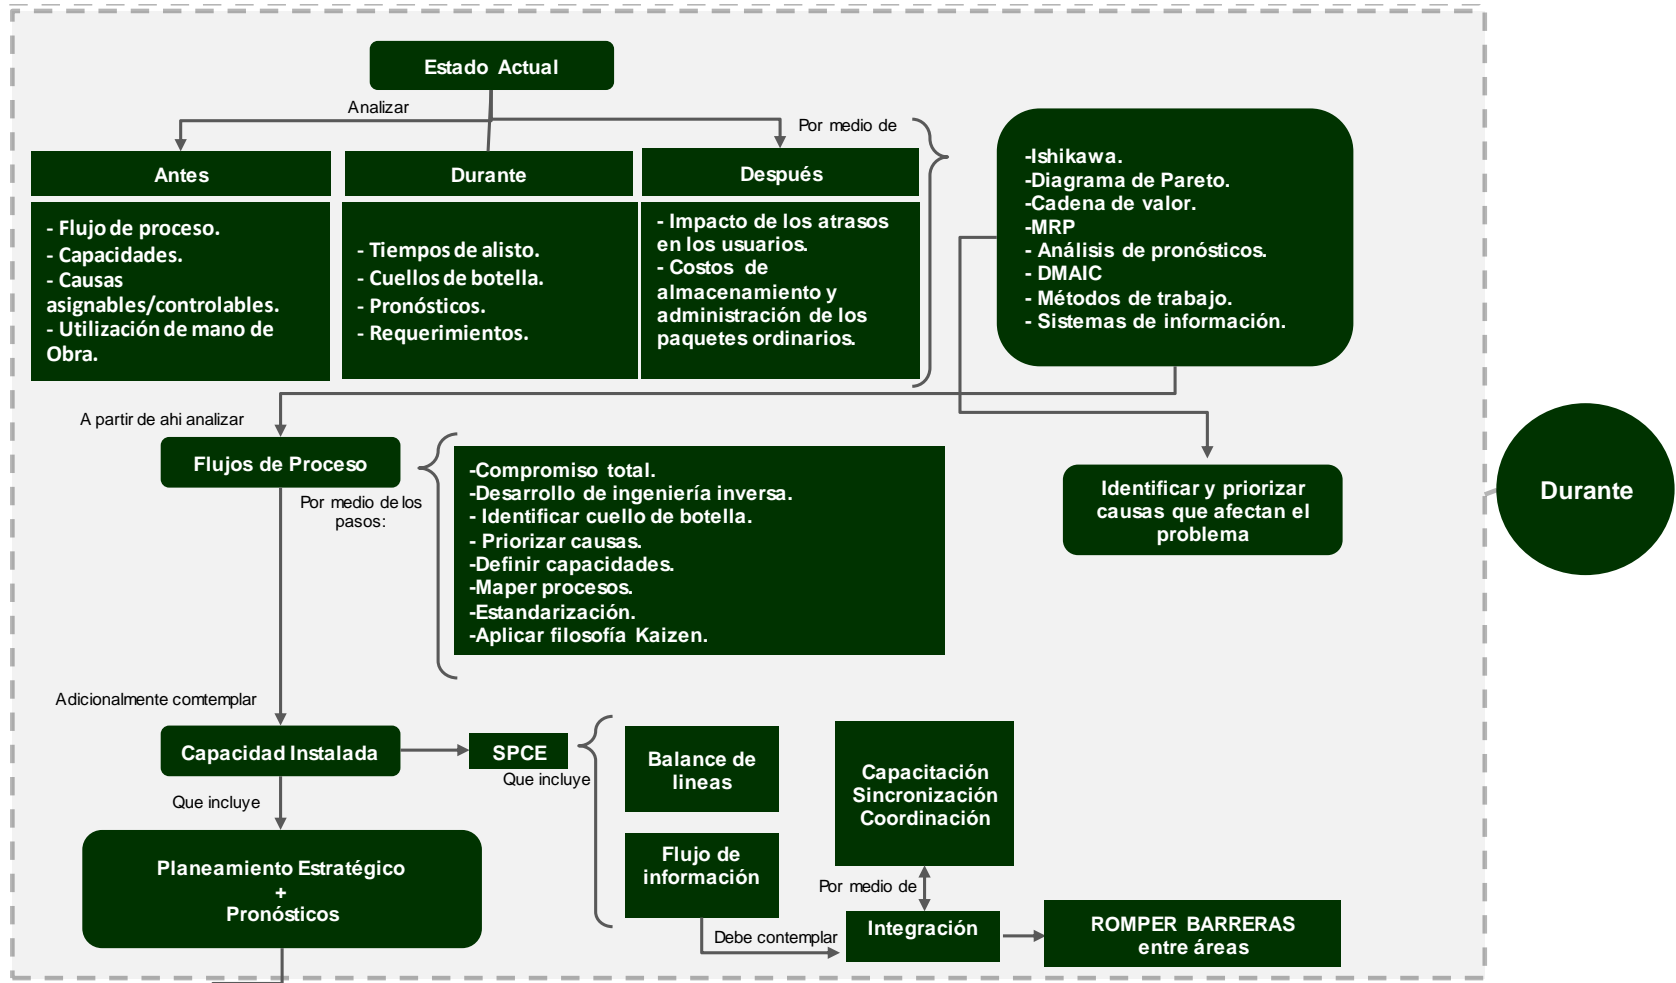 Estado Actual
Analizar
Por medio de
Antes
- Flujo de proceso.
- Capacidades.
- Causas
asignables/controlables.
- Utilización de mano de
Obra.
Durante
- Tiempos de alisto.
- Cuellos de botella.
- Pronósticos.
- Requerimientos.
Después
- Impacto de los atrasos
en los usuarios.
- Costos de
almacenamiento y
administración de los
paquetes ordinarios.
-Ishikawa.
-Diagrama de Pareto.
-Cadena de valor.
-MRP
- Análisis de pronósticos.
- DMAIC
- Métodos de trabajo.
- Sistemas de información.
A partir de ahi analizar
Flujos de Proceso
Por medio de los
pasos:
-Compromiso total.
-Desarrollo de ingeniería inversa.
- Identificar cuello de botella.
- Priorizar causas.
-Definir capacidades.
-Maper procesos.
-Estandarización.
-Aplicar filosofía Kaizen.
Identificar y priorizar
causas que afectan el
problema
Durante
Adicionalmente comtemplar
Capacidad Instalada
SPCE
Que incluye
Balance de
lineas
Flujo de
información
Capacitación
Sincronización
Coordinación
Que incluye
Planeamiento Estratégico
+
Pronósticos
Por medio de
Debe contemplar
Integración
ROMPER BARRERAS
entre áreas